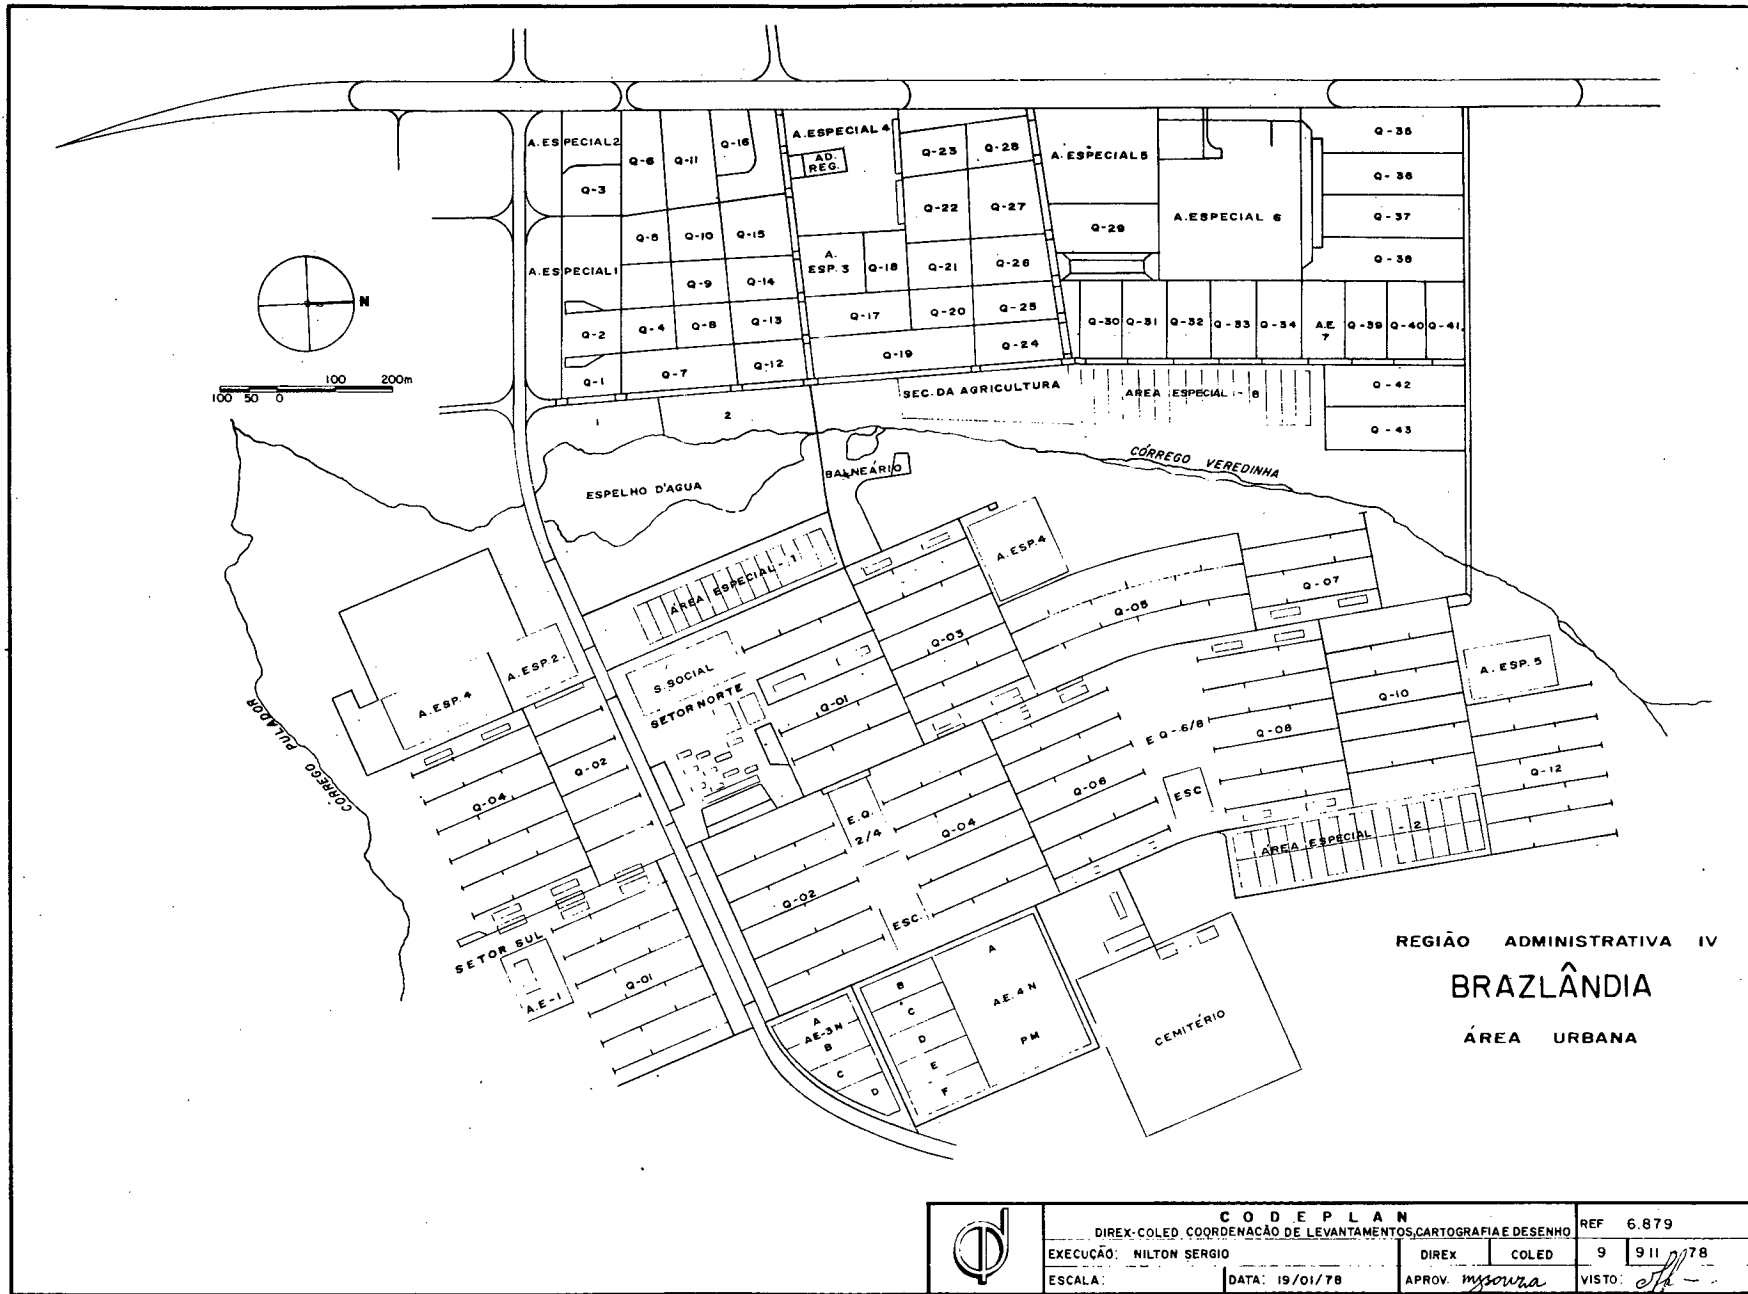 A. ESPECIAL 2
Q-3
Q-6
Q-11
Q-16
A. ESPECIAL 4
AD.
REG.
Q-23
Q-28
A. ESPECIAL 5
Q-35
Q-36
Q-37
Q-38
Q-22
Q-27
Q-29
A. ESPECIAL 6
A. ESPECIAL 1
Q-5
Q-10
Q-15
Q-9
Q-14
A.
ESP. 3
Q-18
Q-21
Q-26
Q-2
Q-4
Q-8
Q-13
Q-17
Q-20
Q-25
Q-30
Q-31
Q-32
Q-33
Q-34
A.E.
7
Q-39
Q-40
Q-41
Q-1
Q-7
Q-12
Q-19
Q-24
N
100 50 0 100 200m
1
2
SEC. DA AGRICULTURA
ÁREA ESPECIAL - 8
Q-42
Q-43
ESPELHO D'AGUA
BALNEÁRIO
CÓRREGO VEREDINHA
ÁREA ESPECIAL - 1
A. ESP. 4
Q-07
Q-05
Q-03
A. ESP. 5
A. ESP. 2
A. ESP. 4
S. SOCIAL
SETOR NORTE
Q-01
Q-10
CÓRREGO PULADOR
Q-02
Q-04
E Q - 6/8
Q-08
Q-12
Q-06
ESC
E.Q.
2/4
Q-04
ÁREA ESPECIAL - 2
Q-02
ESC.
SETOR SUL
A.E-1
Q-01
A
AE-3N
B
C
D
B
C
D
E
F
A
A.E. 4 N
PM
CEMITÉRIO
REGIÃO ADMINISTRATIVA IV
BRAZLÂNDIA
ÁREA URBANA
CODEPLAN
DIREX-COLED COORDENAÇÃO DE LEVANTAMENTOS, CARTOGRAFIA E DESENHO
REF 6.879
EXECUÇÃO: NILTON SERGIO
DIREX
COLED
9
911
78
ESCALA:
DATA: 19/01/78
APROV. mysouza
VISTO: